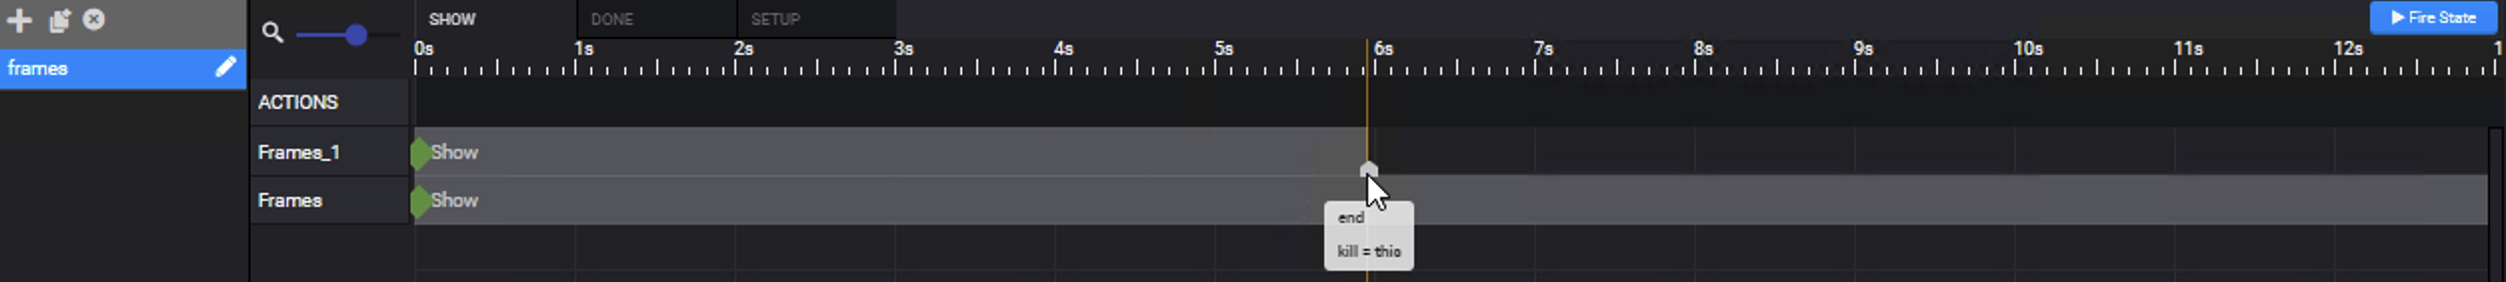 SHOW DONE SETUP Fire State
0s 1s 2s 3s 4s 5s 6s 7s 8s 9s 10s 11s 12s 1
frames
ACTIONS
Frames_1 Show
Frames Show
end
kill = thio